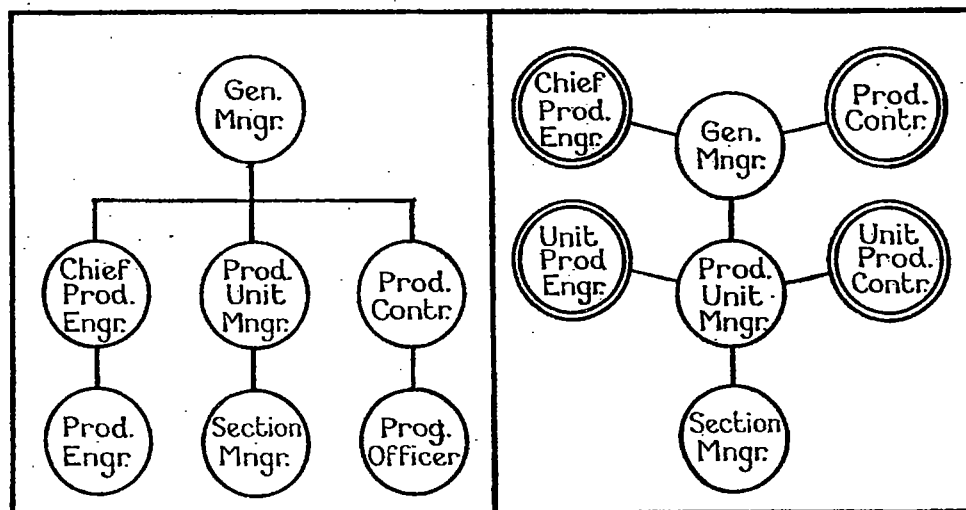 Gen.
Mngr.
Chief
Prod.
Engr.
Prod.
Unit
Mngr.
Prod.
Contr.
Prod.
Engr.
Section
Mngr.
Prog.
Officer
Chief
Prod.
Engr.
Gen.
Mngr.
Prod.
Contr.
Unit
Prod
Engr.
Prod.
Unit
Mngr.
Unit
Prod.
Contr.
Section
Mngr.